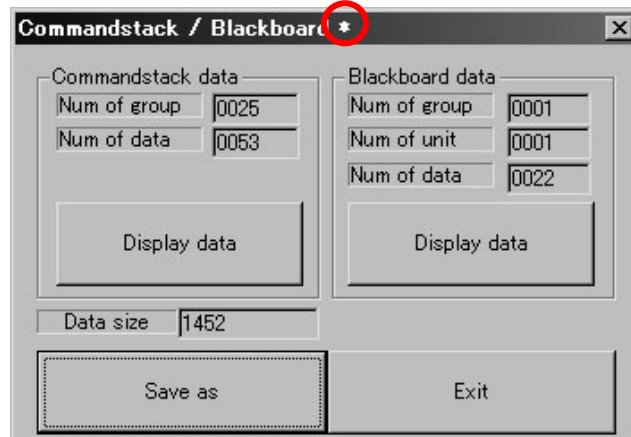 Commandstack / Blackboard *
Commandstack data
Num of group 0025
Num of data 0053
Display data
Blackboard data
Num of group 0001
Num of unit 0001
Num of data 0022
Display data
Data size 1452
Save as
Exit